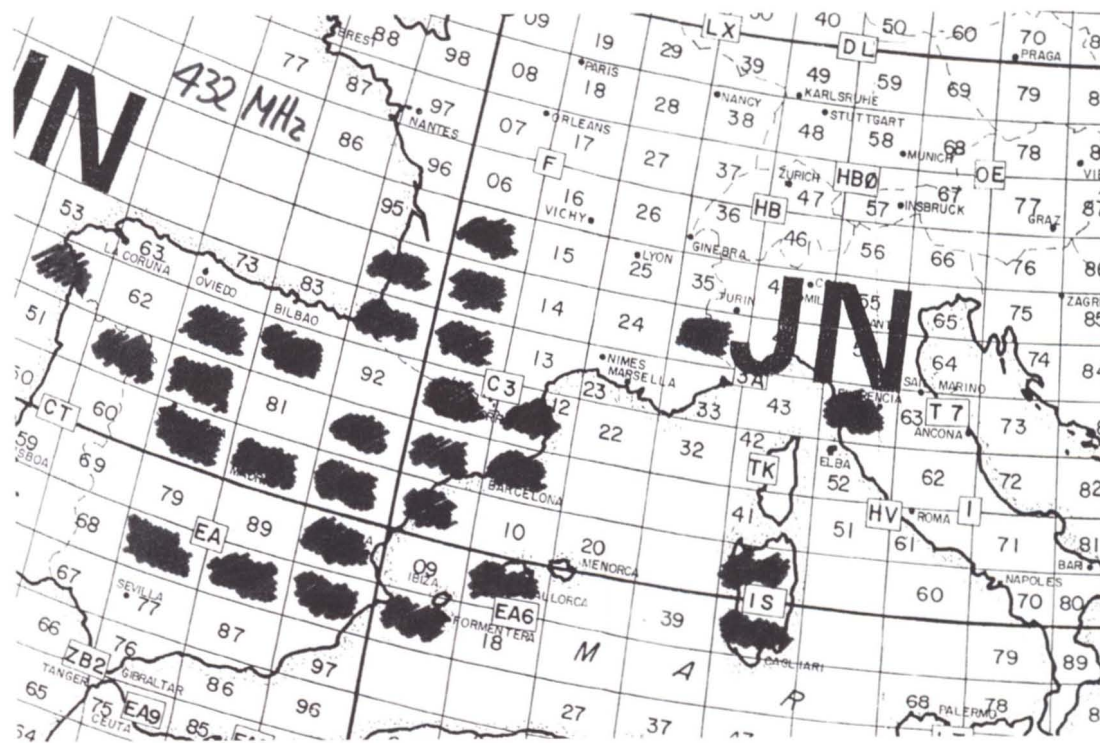 432 MHz
IN
JN
BREST 88 98 09 19 29 LX 40 50 60 70
DL PRAGA
77 87 97 08 PARIS 18 28 39 49 59 69 79
NANTES ORLEANS NANCY KARLSRUHE
86 96 07 17 27 38 48 STUTTGART 58 68 78
F MUNICH OE
95 06 16 26 37 ZURICH 47 HBØ 67 77 87
VICHY HB 57 INSBRUCK GRAZ
53 63 73 83 15 25 36 46 56 66 76
LA CORUÑA OVIEDO BILBAO LYON GINEBRA ZAGR
62 14 24 35 TURIN 65 75 85
51 92 13 NIMES MARSELLA 3A 64 74 84
C3 SAN MARINO
60 81 12 23 33 43 63 T7 73
CT ANCONA
59 69 22 32 42 TK ELBA 52 62 72 82
79 89 BARCELONA 41 51 HV ROMA I 71 81
EA 10 20 61 BARI
68 09 IBIZA MENORCA NAPOLES
67 SEVILLA 77 EA6 IS 60 70 80
FORMENTERA
66 76 87 97 18 39 79 89
ZB2 GIBRALTAR M A R CAGLIARI
TANGER 86 96 27 37 68 78
65 75 EA9 85 PALERMO
CEUTA